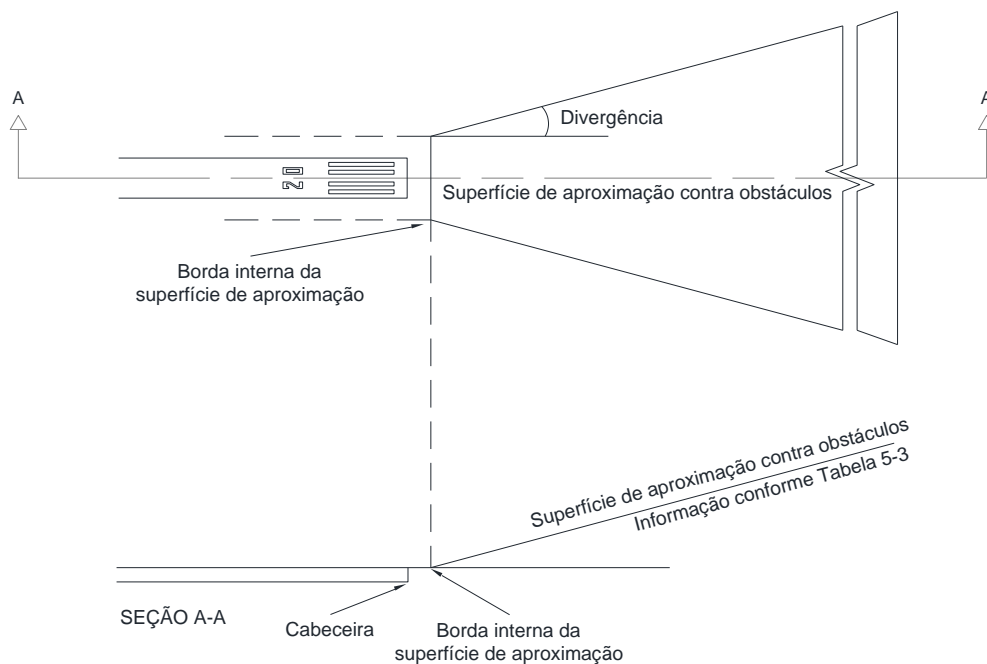 A
A
Divergência
20
Superfície de aproximação contra obstáculos
Borda interna da
superfície de aproximação
Superfície de aproximação contra obstáculos
Informação conforme Tabela 5-3
SEÇÃO A-A
Cabeceira
Borda interna da
superfície de aproximação